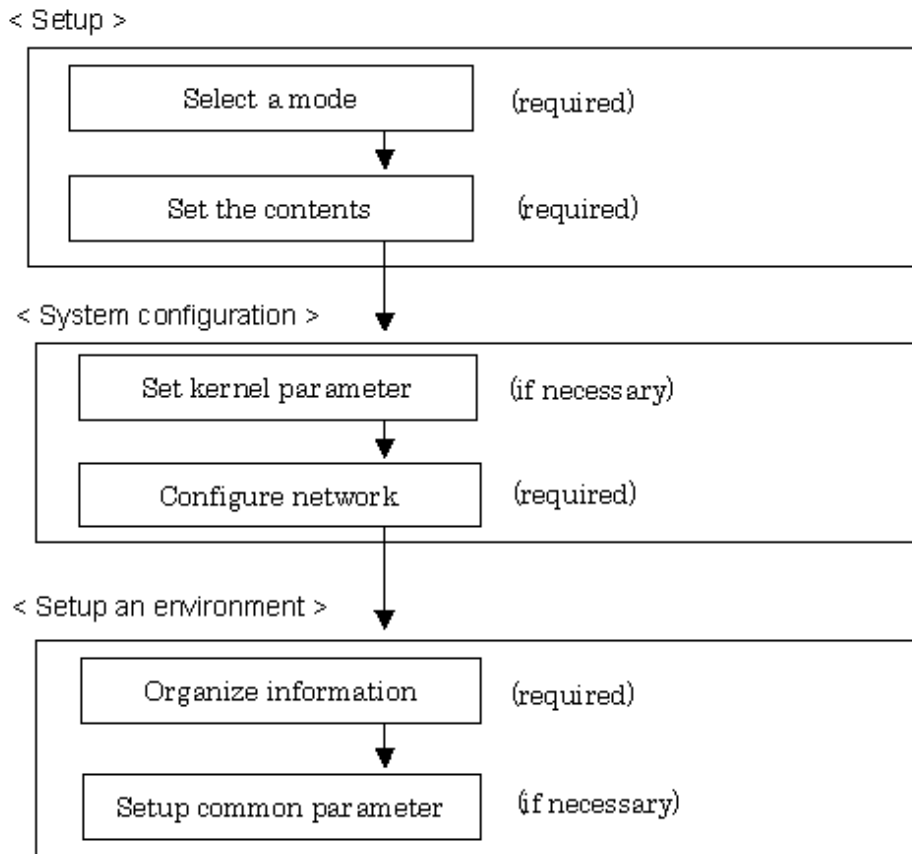 < Setup >
Select a mode (required)
Set the contents (required)
< System configuration >
Set kernel parameter (if necessary)
Configure network (required)
< Setup an environment >
Organize information (required)
Setup common parameter (if necessary)